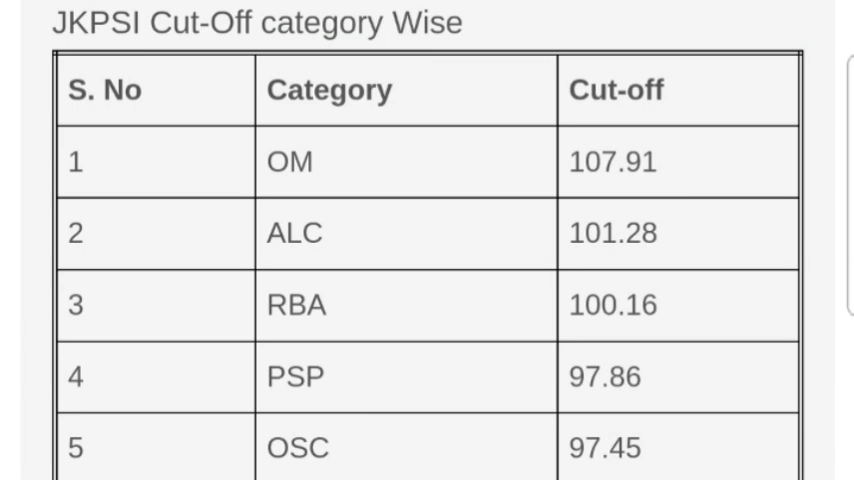 JKPSI Cut-Off category Wise
S. No Category Cut-off
1 OM 107.91
2 ALC 101.28
3 RBA 100.16
4 PSP 97.86
5 OSC 97.45